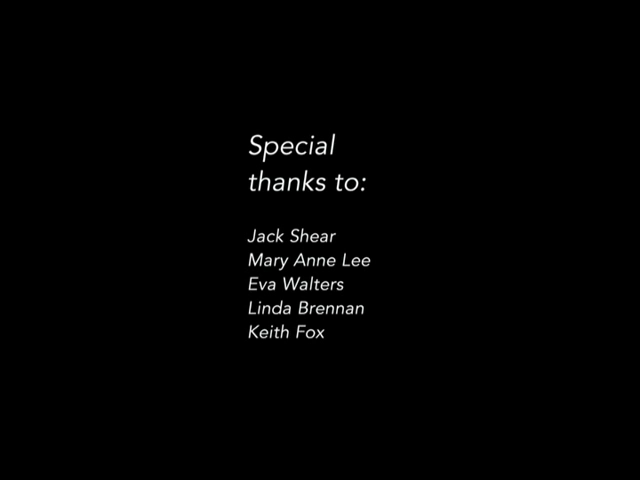 Special
thanks to:
Jack Shear
Mary Anne Lee
Eva Walters
Linda Brennan
Keith Fox